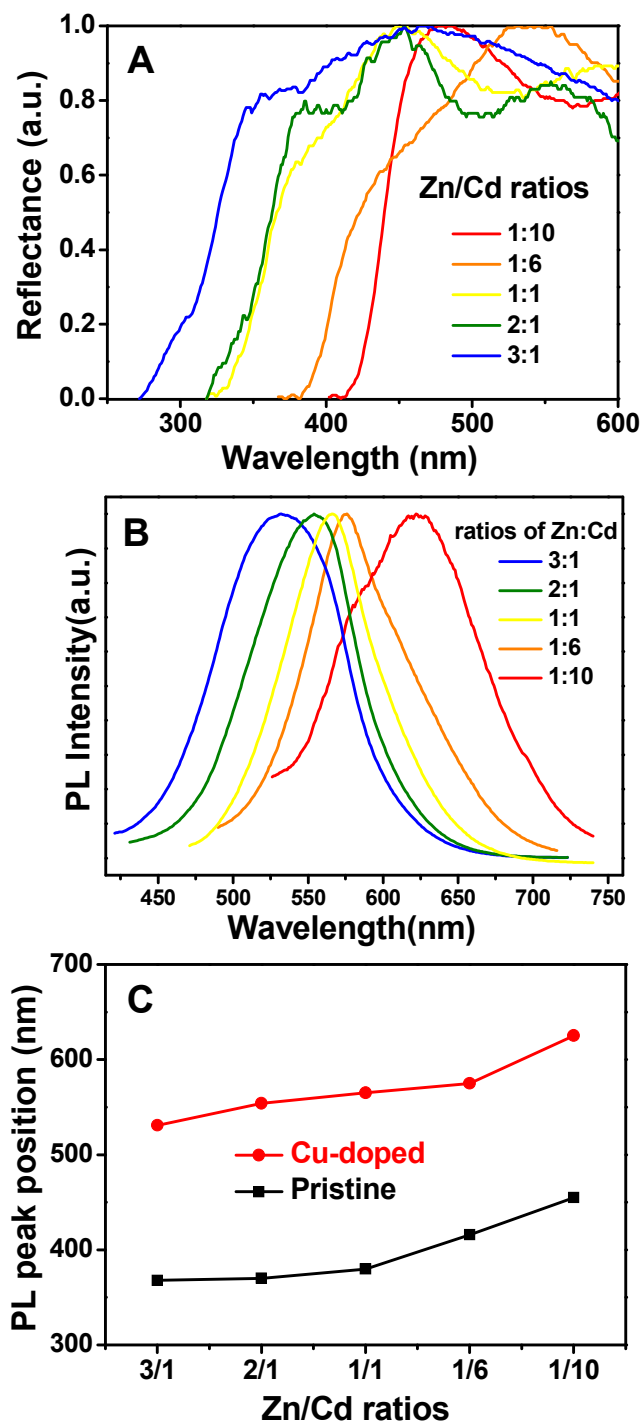 A
Reflectance (a.u.)
1.0
0.8
0.6
0.4
0.2
0.0
Zn/Cd ratios
1:10
1:6
1:1
2:1
3:1
300 400 500 600
Wavelength (nm)
B
PL Intensity(a.u.)
ratios of Zn:Cd
3:1
2:1
1:1
1:6
1:10
450 500 550 600 650 700 750
Wavelength(nm)
C
PL peak position (nm)
700
600
500
400
300
Cu-doped
Pristine
3/1 2/1 1/1 1/6 1/10
Zn/Cd ratios